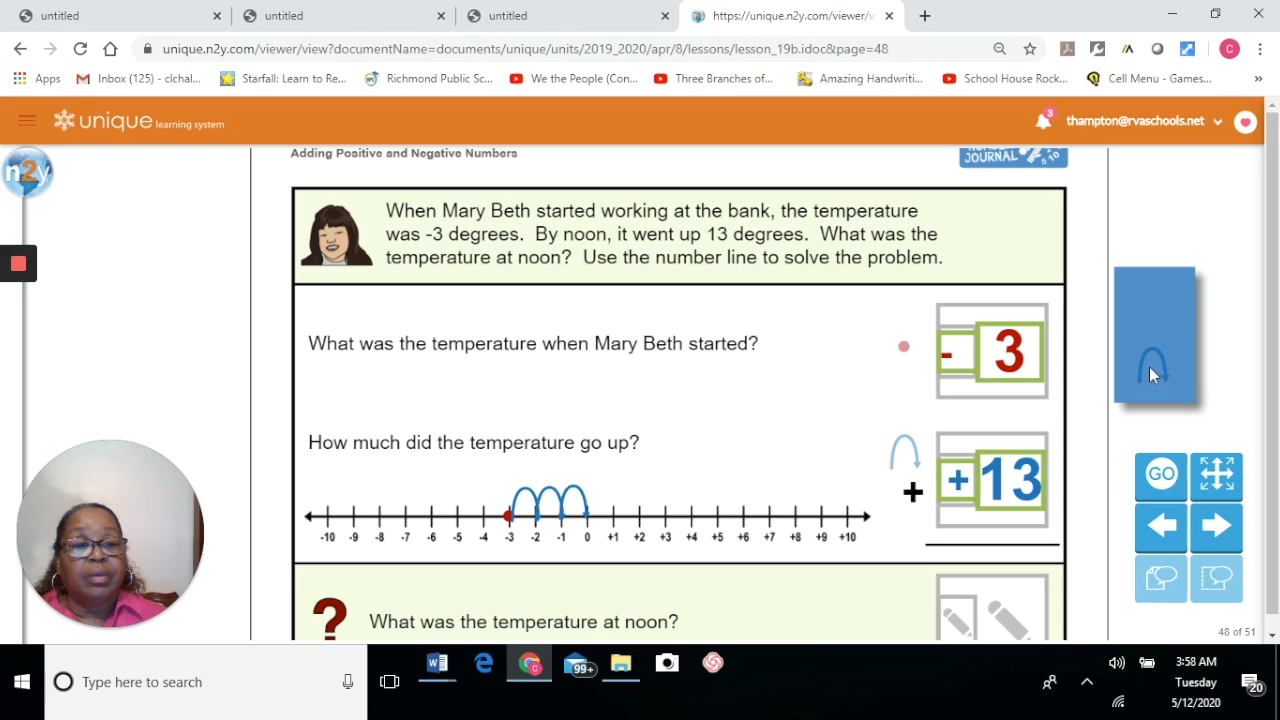 untitled
untitled
untitled
https://unique.n2y.com/viewer/v
unique.n2y.com/viewer/view?documentName=documents/unique/units/2019_2020/apr/8/lessons/lesson_19b.idoc&page=48
C
Apps
Inbox (125) - clchal...
Starfall: Learn to Re...
Richmond Public Sc...
We the People (Con...
Three Branches of...
Amazing Handwriti...
School House Rock...
Cell Menu - Games...
»
unique learning system
3
thampton@rvaschools.net
n2y
Adding Positive and Negative Numbers
JOURNAL
5 10
When Mary Beth started working at the bank, the temperature
was -3 degrees. By noon, it went up 13 degrees. What was the
temperature at noon? Use the number line to solve the problem.
What was the temperature when Mary Beth started?
- 3
How much did the temperature go up?
+ +13
-10 -9 -8 -7 -6 -5 -4 -3 -2 -1 0 +1 +2 +3 +4 +5 +6 +7 +8 +9 +10
? What was the temperature at noon?
GO
48 of 51
Type here to search
99+
3:58 AM
Tuesday
5/12/2020
20